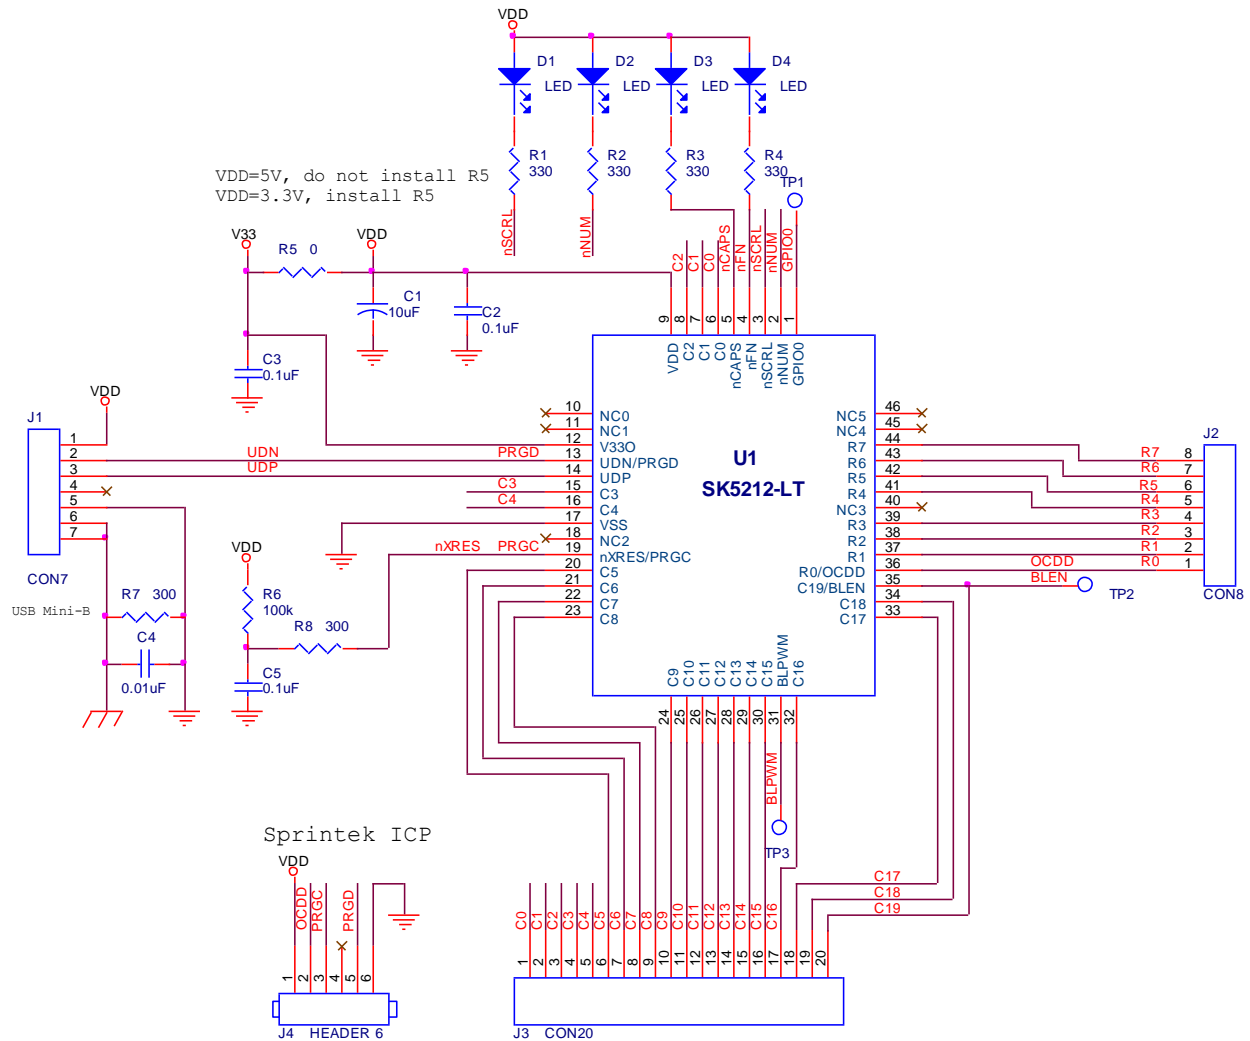 VDD
D1
LED
D2
LED
D3
LED
D4
LED
R1
330
R2
330
R3
330
R4
330
TP1
nSCRL
nNUM
VDD=5V, do not install R5
VDD=3.3V, install R5
V33
R5 0
VDD
C1
10uF
C2
0.1uF
C3
0.1uF
C2
C1
C0
nCAPS
nFN
nSCRL
nNUM
GPIO0
9
8
7
6
5
4
3
2
1
VDD
C2
C1
C0
nCAPS
nFN
nSCRL
nNUM
GPIO0
U1
SK5212-LT
10 NC0
11 NC1
12 V33O
UDN PRGD 13 UDN/PRGD
UDP 14 UDP
C3 15 C3
C4 16 C4
17 VSS
18 NC2
nXRES PRGC 19 nXRES/PRGC
20 C5
21 C6
22 C7
23 C8
NC5 46
NC4 45
R7 44
R6 43
R5 42
R4 41
NC3 40
R3 39
R2 38
R1 37
R0/OCDD 36 OCDD
C19/BLEN 35 BLEN
C18 34
C17 33
TP2
J2
R7 8
R6 7
R5 6
R4 5
R3 4
R2 3
R1 2
R0 1
CON8
VDD
J1
1
2
3
4
5
6
7
CON7
USB Mini-B
R7 300
C4
0.01uF
VDD
R6
100k
R8 300
C5
0.1uF
C9
C10
C11
C12
C13
C14
C15
BLPWM
C16
24
25
26
27
28
29
30
31
32
BLPWM
TP3
C17
C18
C19
Sprintek ICP
VDD
OCDD
PRGC
PRGD
1
2
3
4
5
6
J4 HEADER 6
C0
C1
C2
C3
C4
C5
C6
C7
C8
C9
C10
C11
C12
C13
C14
C15
C16
1
2
3
4
5
6
7
8
9
10
11
12
13
14
15
16
17
18
19
20
J3 CON20